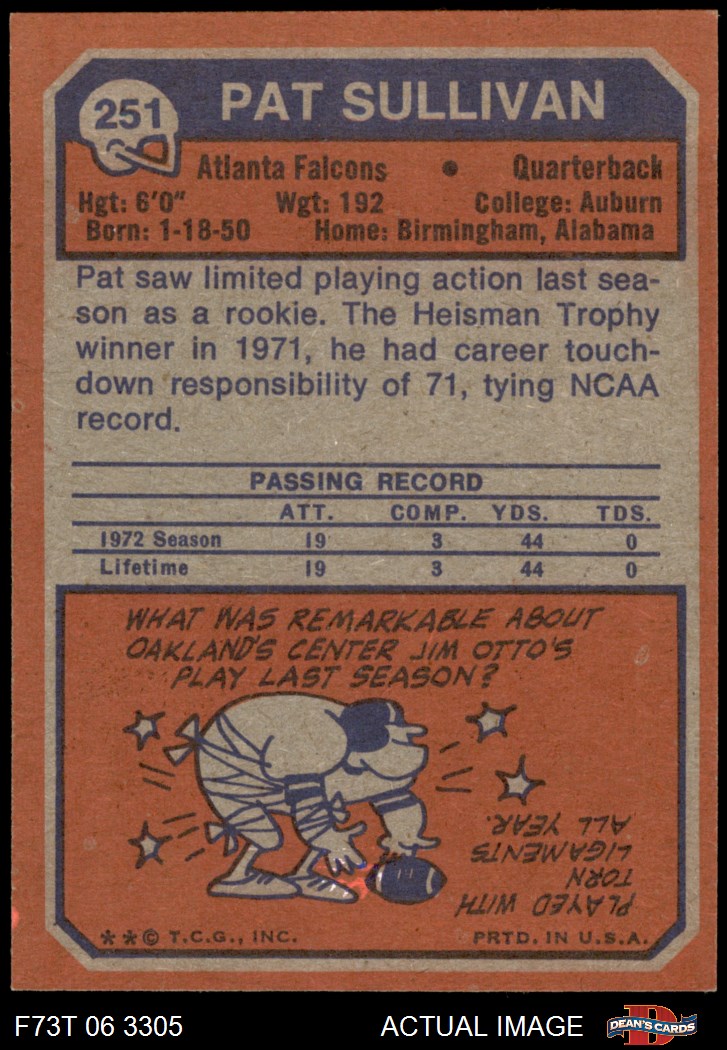 251
PAT SULLIVAN
Atlanta Falcons • Quarterback
Hgt: 6'0" Wgt: 192 College: Auburn
Born: 1-18-50 Home: Birmingham, Alabama
Pat saw limited playing action last sea-
son as a rookie. The Heisman Trophy
winner in 1971, he had career touch-
down responsibility of 71, tying NCAA
record.
PASSING RECORD
ATT. COMP. YDS. TDS.
1972 Season 19 3 44 0
Lifetime 19 3 44 0
WHAT WAS REMARKABLE ABOUT
OAKLAND'S CENTER JIM OTTO'S
PLAY LAST SEASON?
PLAYED WITH
TORN
LIGAMENTS
ALL YEAR.
**© T.C.G., INC. PRTD. IN U.S.A.
F73T 06 3305 ACTUAL IMAGE DEAN'S CARDS